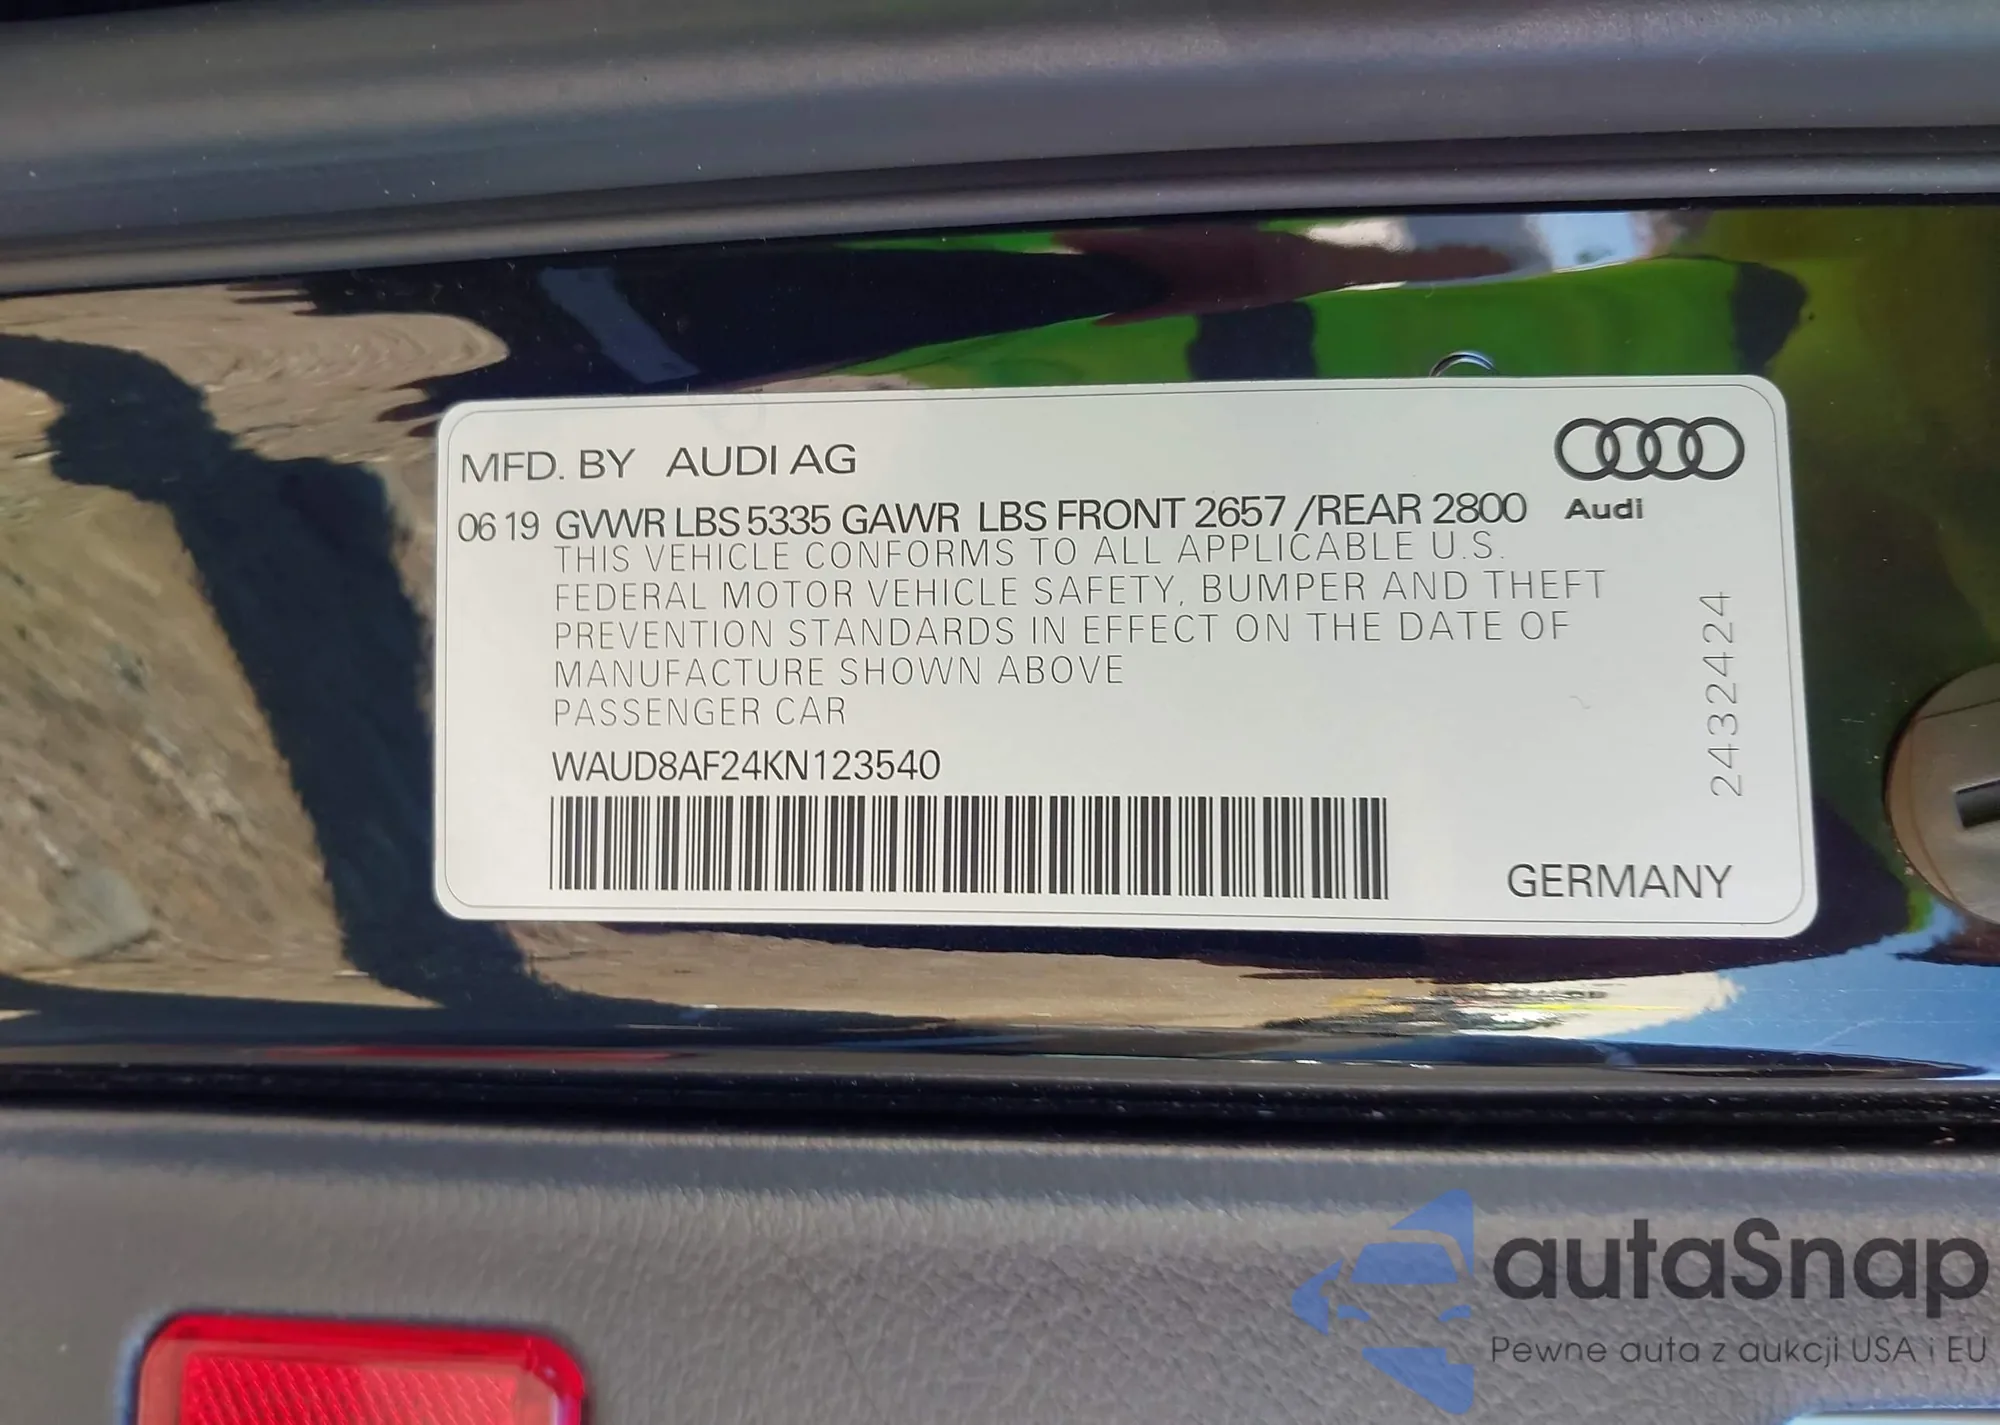 MFD. BY AUDI AG
06 19 GVWR LBS 5335 GAWR LBS FRONT 2657 /REAR 2800
Audi
THIS VEHICLE CONFORMS TO ALL APPLICABLE U.S.
FEDERAL MOTOR VEHICLE SAFETY, BUMPER AND THEFT
PREVENTION STANDARDS IN EFFECT ON THE DATE OF
MANUFACTURE SHOWN ABOVE
PASSENGER CAR
WAUD8AF24KN123540
24324424
GERMANY
autaSnap
Pewne auta z aukcji USA i EU